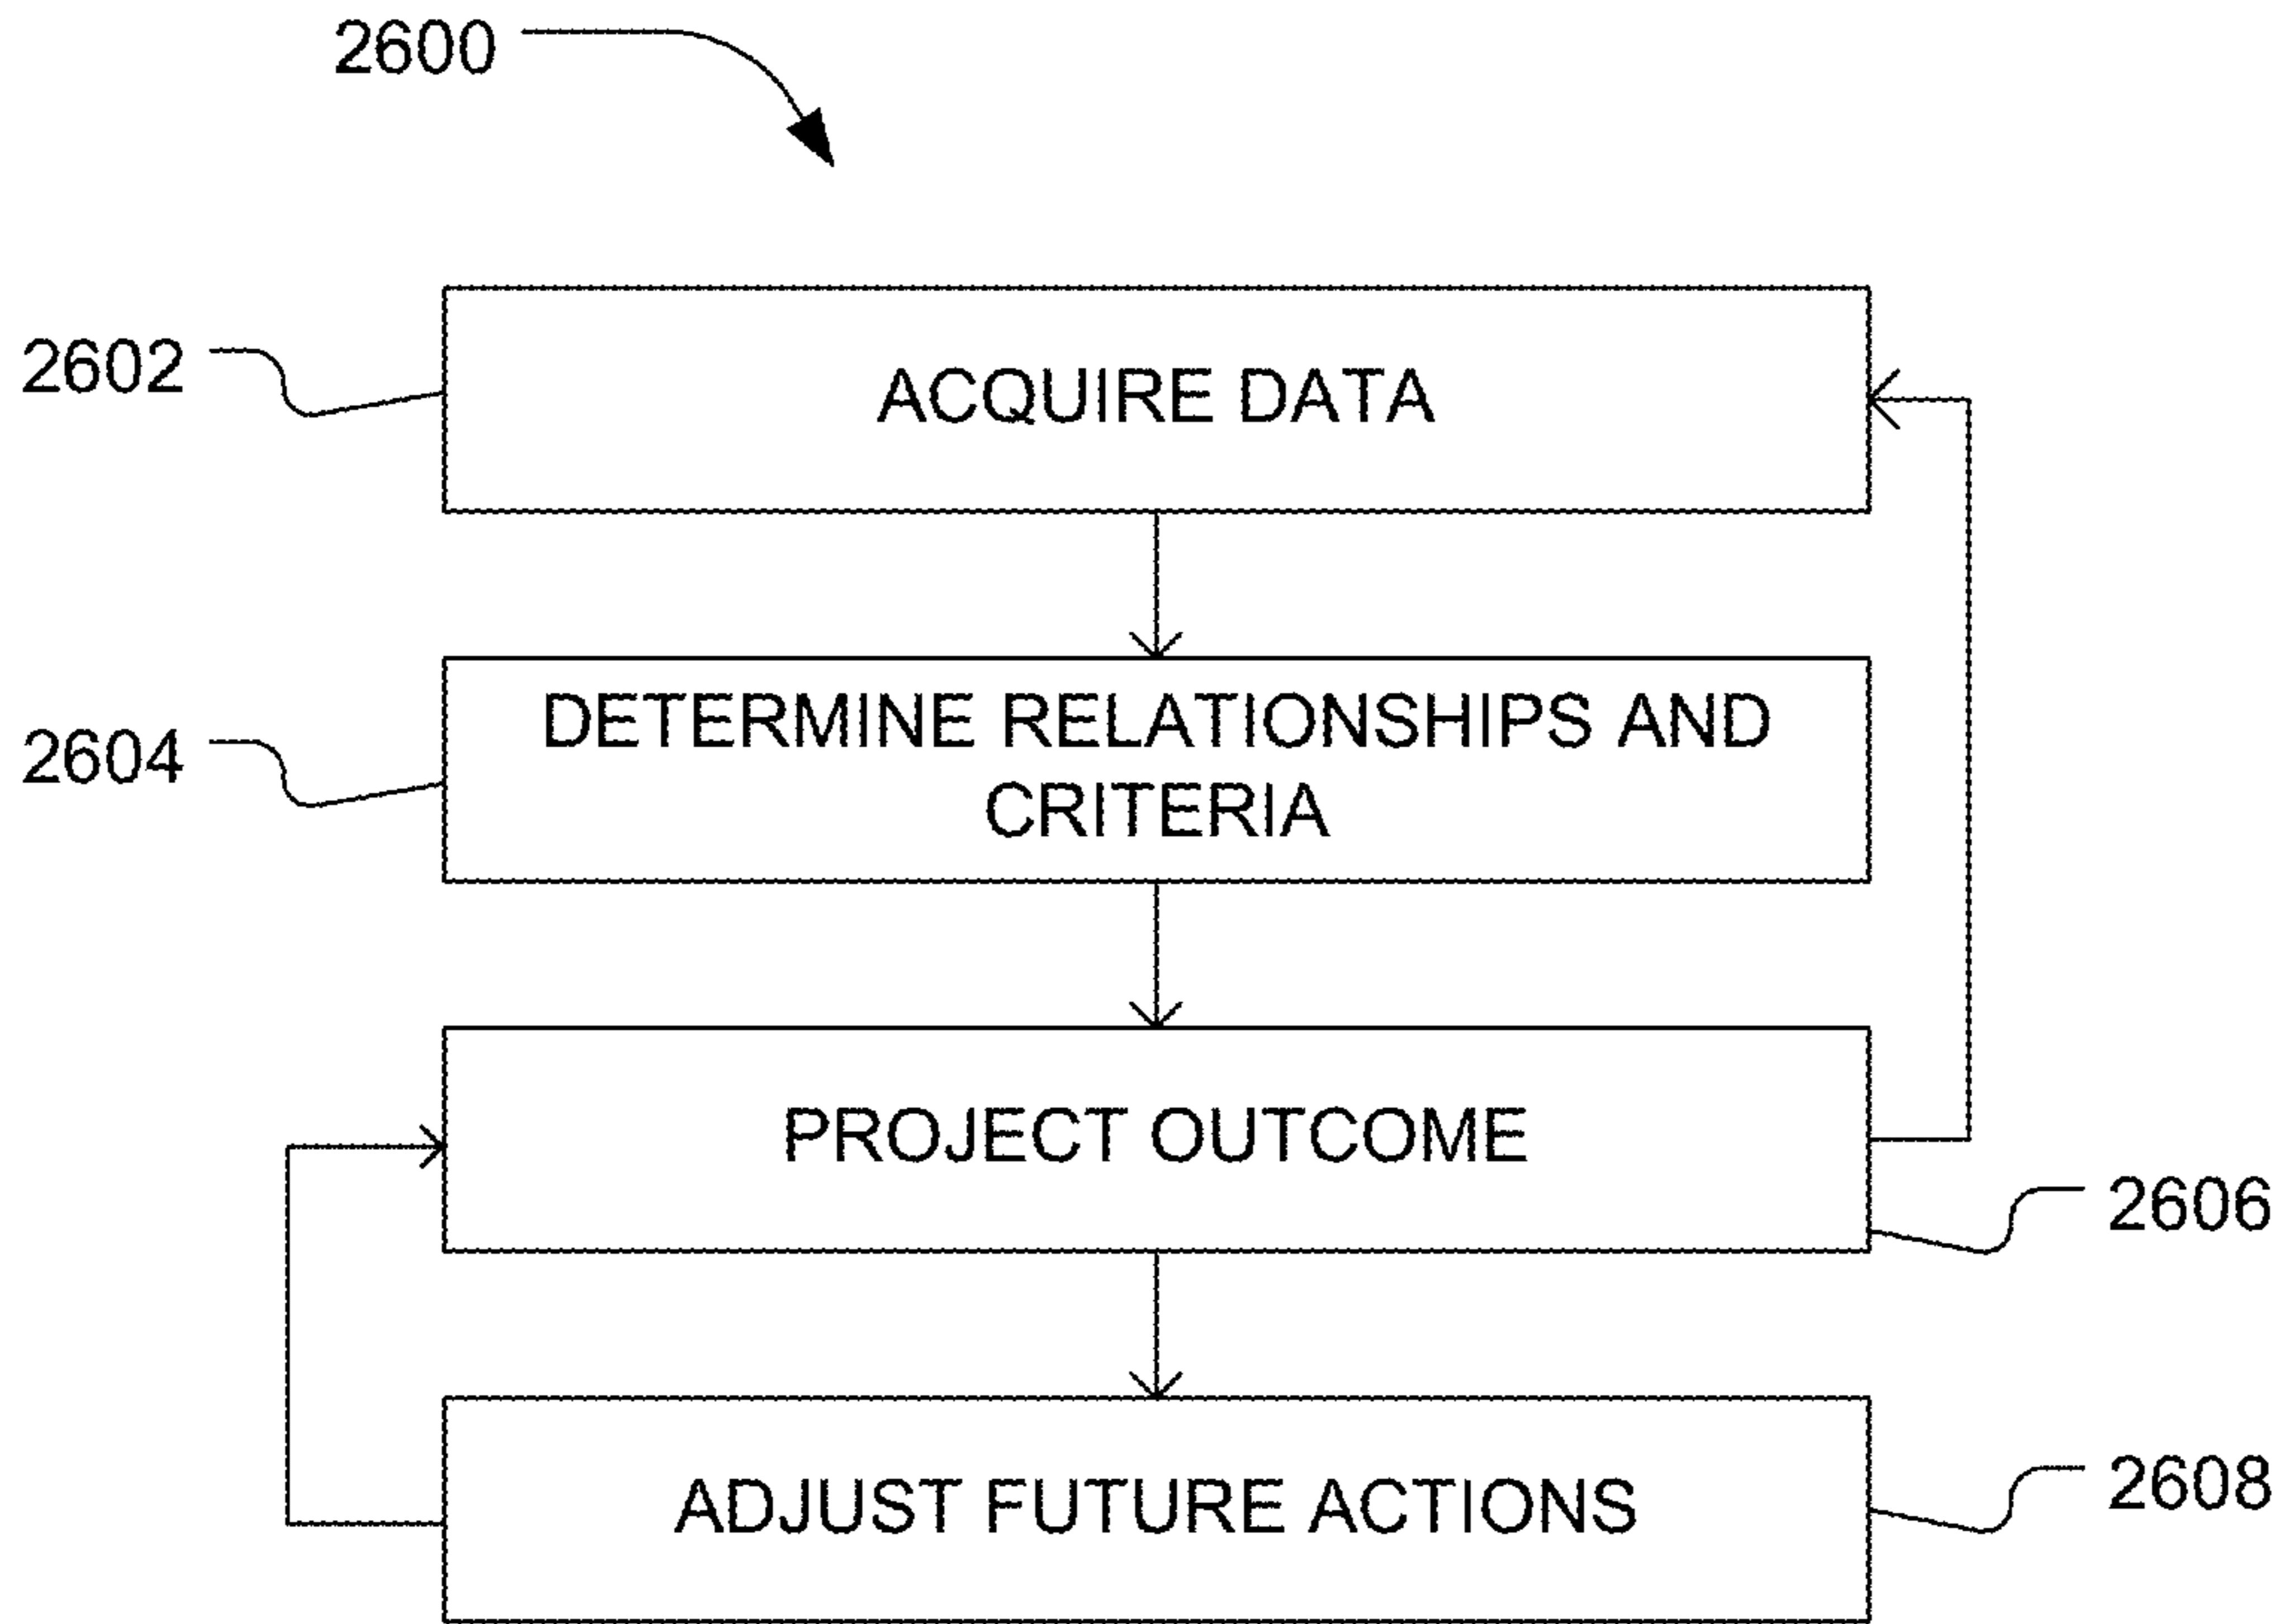 2600
2602
ACQUIRE DATA
2604
DETERMINE RELATIONSHIPS AND
CRITERIA
PROJECT OUTCOME
2606
ADJUST FUTURE ACTIONS
2608